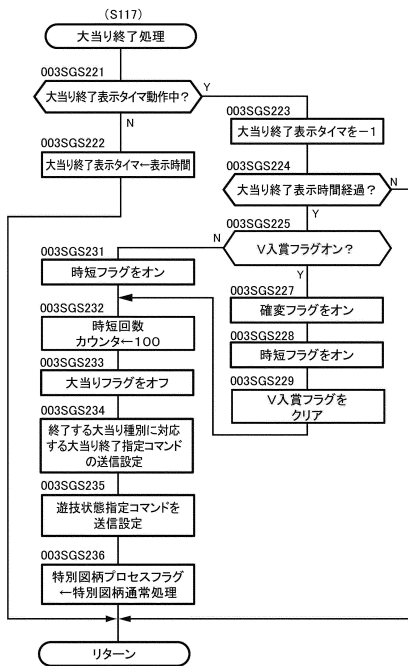 (S117)
大当り終了処理
003SGS221
大当り終了表示タイマ動作中？
Y
N
003SGS222
大当り終了表示タイマ←表示時間
003SGS223
大当り終了表示タイマを－1
003SGS224
大当り終了表示時間経過？
N
Y
003SGS225
V入賞フラグオン？
N
Y
003SGS227
確変フラグをオン
003SGS228
時短フラグをオン
003SGS229
V入賞フラグを
クリア
003SGS231
時短フラグをオン
003SGS232
時短回数
カウンタ←100
003SGS233
大当りフラグをオフ
003SGS234
終了する大当り種別に対応
する大当り終了指定コマンド
の送信設定
003SGS235
遊技状態指定コマンドを
送信設定
003SGS236
特別図柄プロセスフラグ
←特別図柄通常処理
リターン